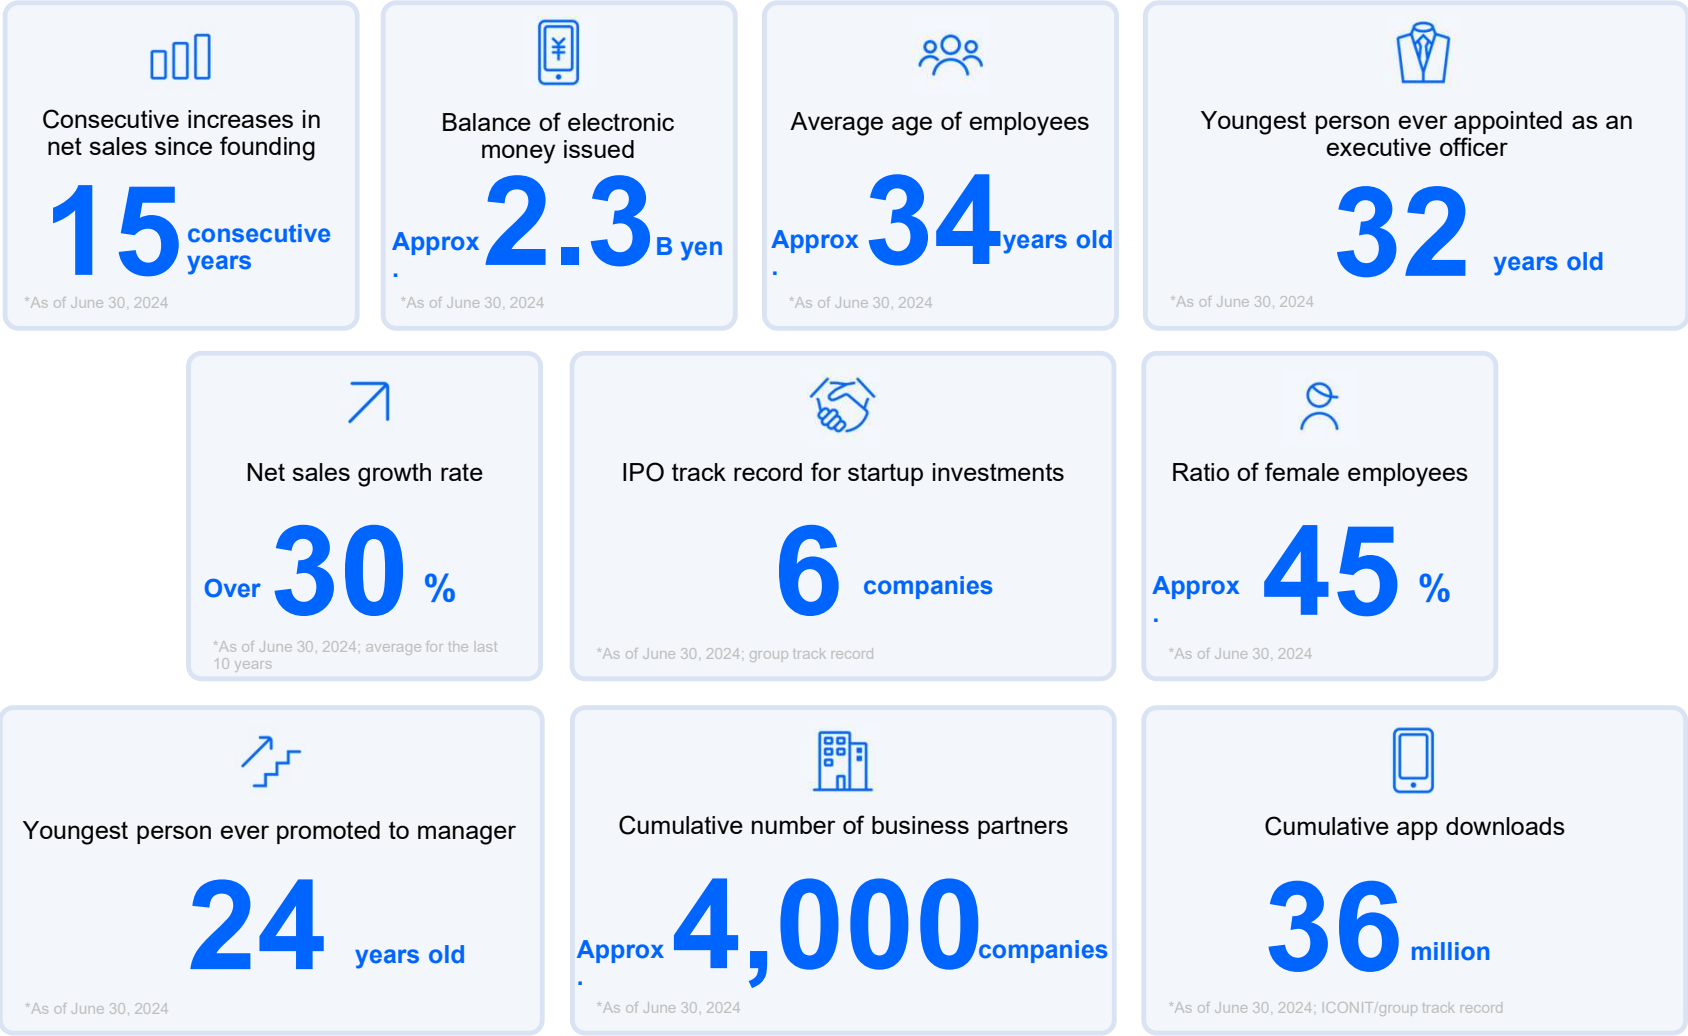 Consecutive increases in
net sales since founding
15 consecutive
years
*As of June 30, 2024
¥
Balance of electronic
money issued
Approx 2.3 B yen
.
*As of June 30, 2024
Average age of employees
Approx 34 years old
.
*As of June 30, 2024
Youngest person ever appointed as an
executive officer
32 years old
*As of June 30, 2024
Net sales growth rate
Over 30 %
*As of June 30, 2024; average for the last
10 years
IPO track record for startup investments
6 companies
*As of June 30, 2024; group track record
Ratio of female employees
Approx 45 %
.
*As of June 30, 2024
Youngest person ever promoted to manager
24 years old
*As of June 30, 2024
Cumulative number of business partners
Approx 4,000 companies
.
*As of June 30, 2024
Cumulative app downloads
36 million
*As of June 30, 2024; ICONIT/group track record